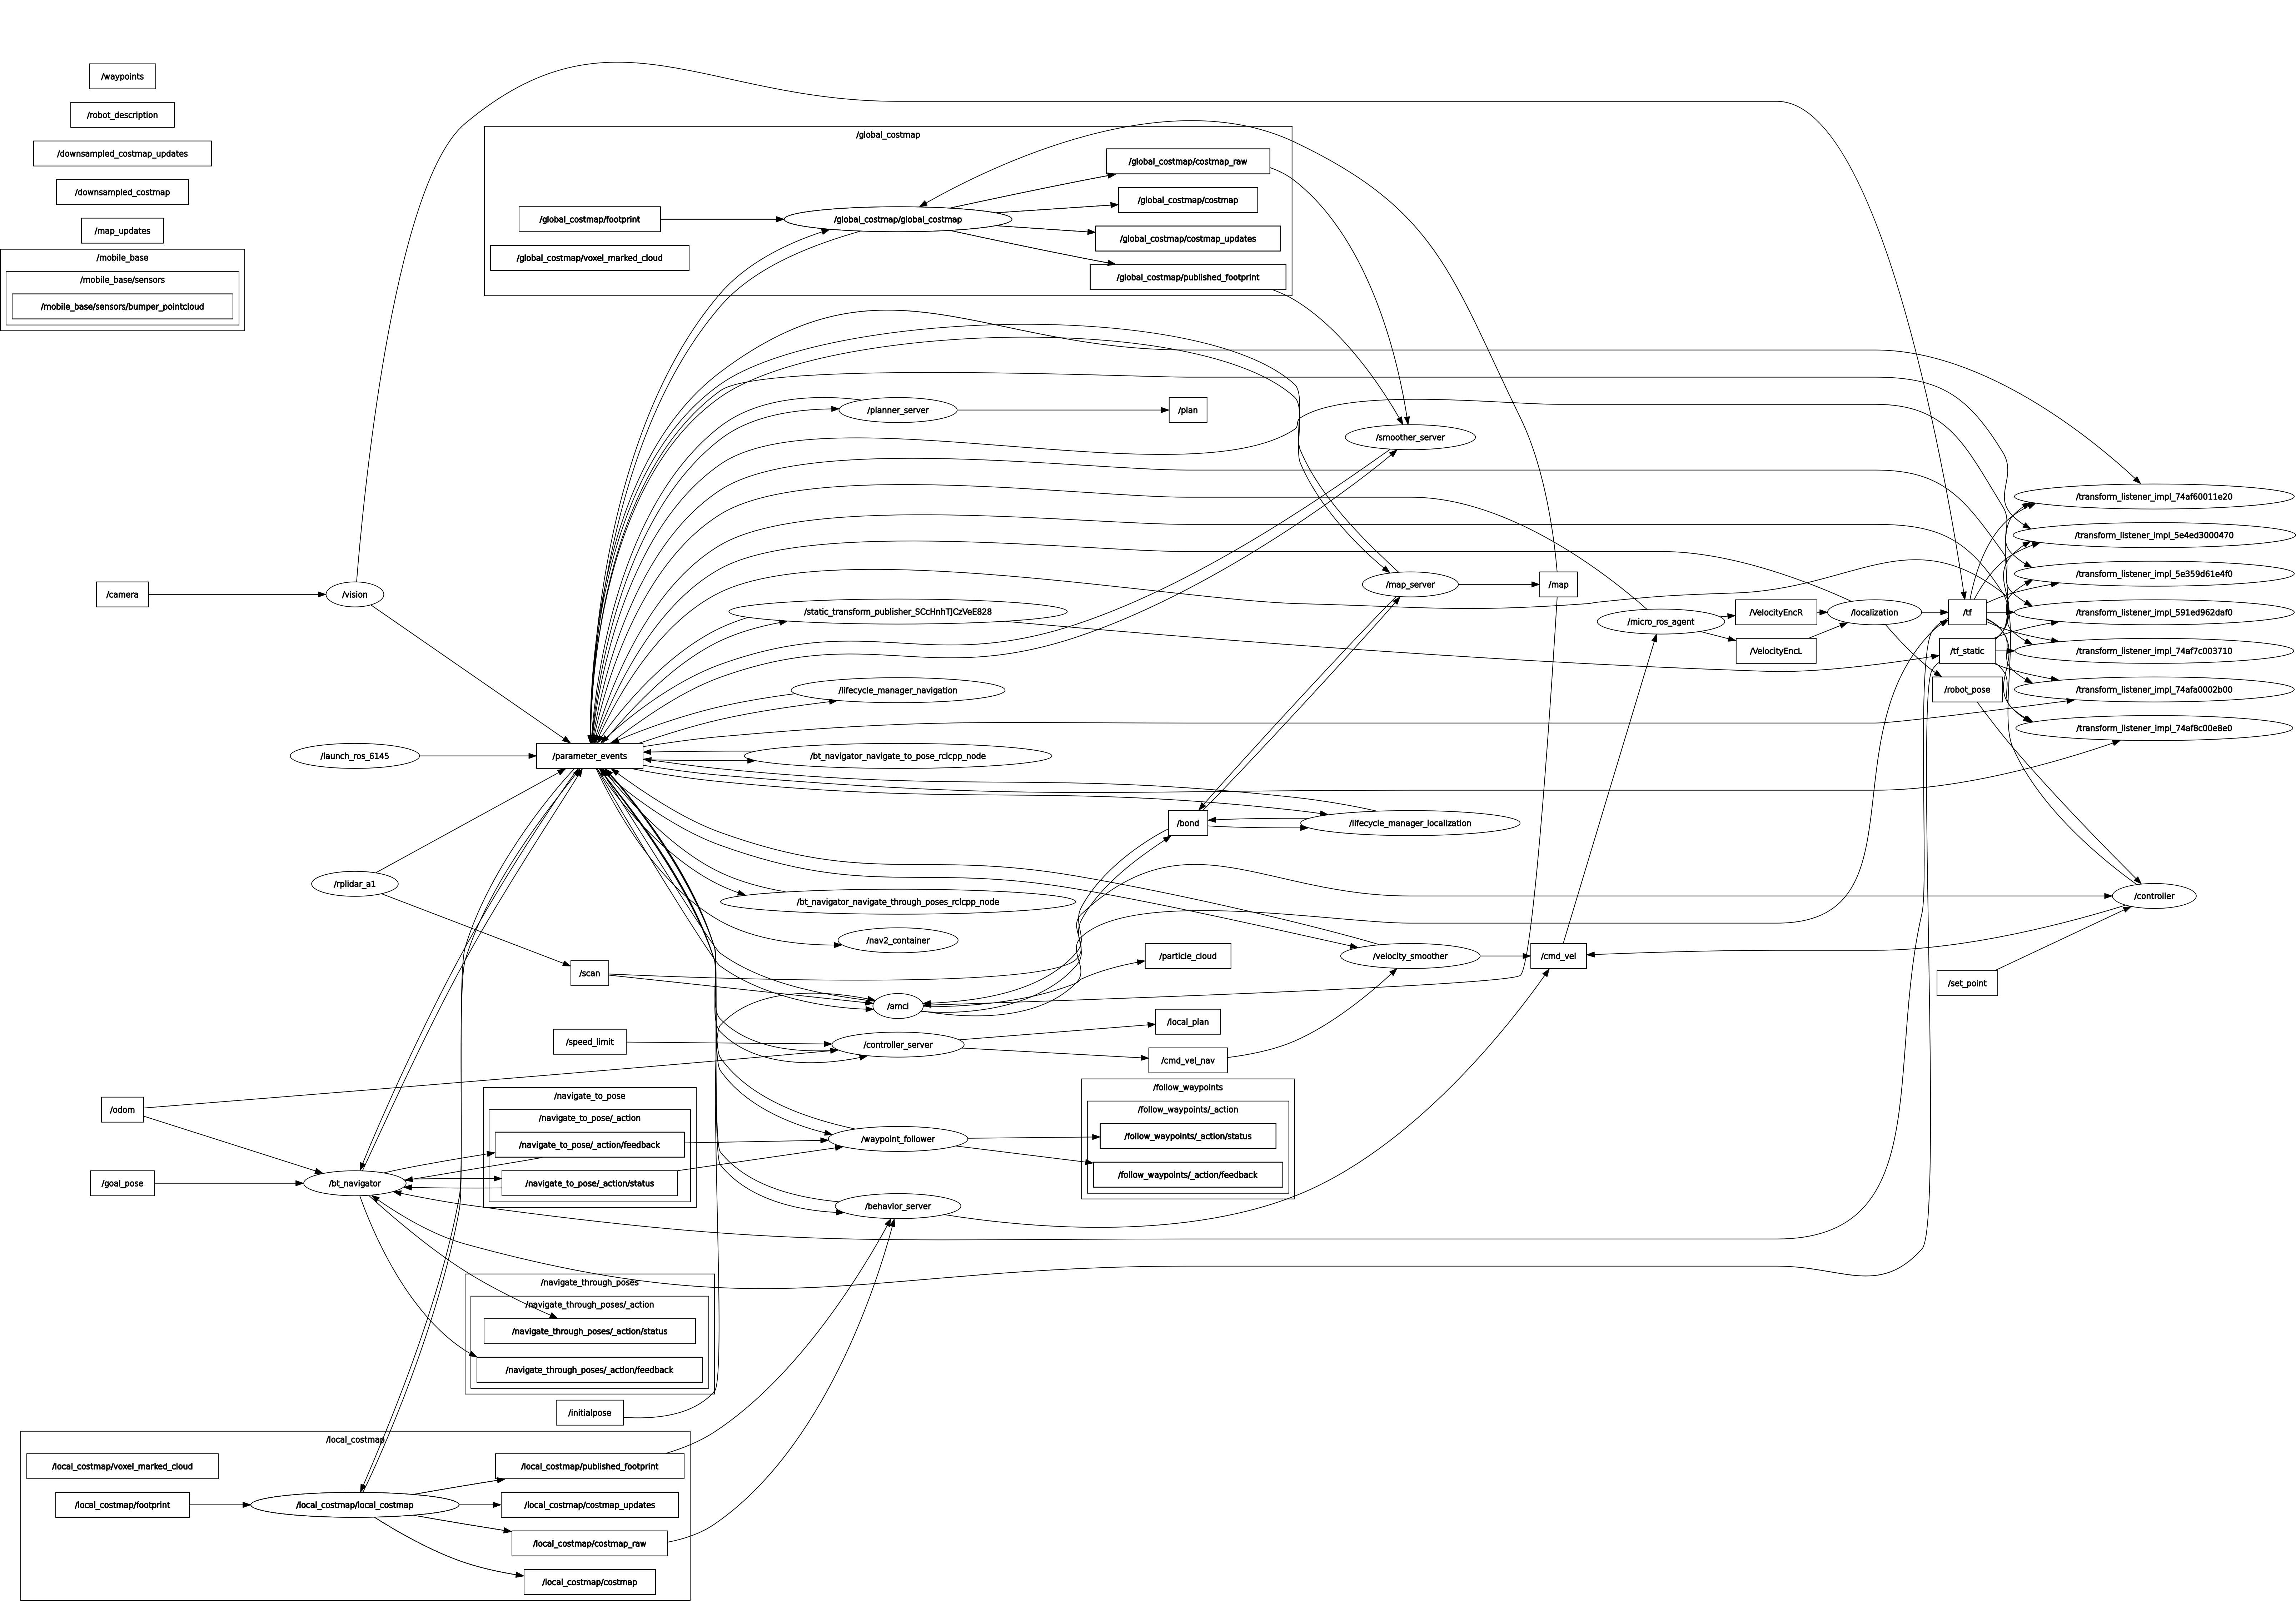 /waypoints
/robot_description
/downsampled_costmap_updates
/downsampled_costmap
/map_updates
/mobile_base
/mobile_base/sensors
/mobile_base/sensors/bumper_pointcloud
/global_costmap
/global_costmap/costmap_raw
/global_costmap/costmap
/global_costmap/footprint
/global_costmap/global_costmap
/global_costmap/costmap_updates
/global_costmap/voxel_marked_cloud
/global_costmap/published_footprint
/planner_server
/plan
/smoother_server
/transform_listener_impl_74af60011e20
/transform_listener_impl_5e4ed3000470
/transform_listener_impl_5e359d61e4f0
/camera
/vision
/map_server
/map
/static_transform_publisher_SCcHnhTJCzVeE828
/micro_ros_agent
/VelocityEncR
/localization
/tf
/transform_listener_impl_591ed962daf0
/VelocityEncL
/tf_static
/transform_listener_impl_74af7c003710
/lifecycle_manager_navigation
/robot_pose
/transform_listener_impl_74afa0002b00
/transform_listener_impl_74af8c00e8e0
/launch_ros_6145
/parameter_events
/bt_navigator_navigate_to_pose_rclcpp_node
/bond
/lifecycle_manager_localization
/rplidar_a1
/bt_navigator_navigate_through_poses_rclcpp_node
/controller
/nav2_container
/particle_cloud
/velocity_smoother
/cmd_vel
/scan
/set_point
/amcl
/local_plan
/speed_limit
/controller_server
/cmd_vel_nav
/odom
/navigate_to_pose
/navigate_to_pose/_action
/navigate_to_pose/_action/feedback
/navigate_to_pose/_action/status
/follow_waypoints
/follow_waypoints/_action
/follow_waypoints/_action/status
/follow_waypoints/_action/feedback
/waypoint_follower
/goal_pose
/bt_navigator
/behavior_server
/navigate_through_poses
/navigate_through_poses/_action
/navigate_through_poses/_action/status
/navigate_through_poses/_action/feedback
/initialpose
/local_costmap
/local_costmap/voxel_marked_cloud
/local_costmap/published_footprint
/local_costmap/footprint
/local_costmap/local_costmap
/local_costmap/costmap_updates
/local_costmap/costmap_raw
/local_costmap/costmap